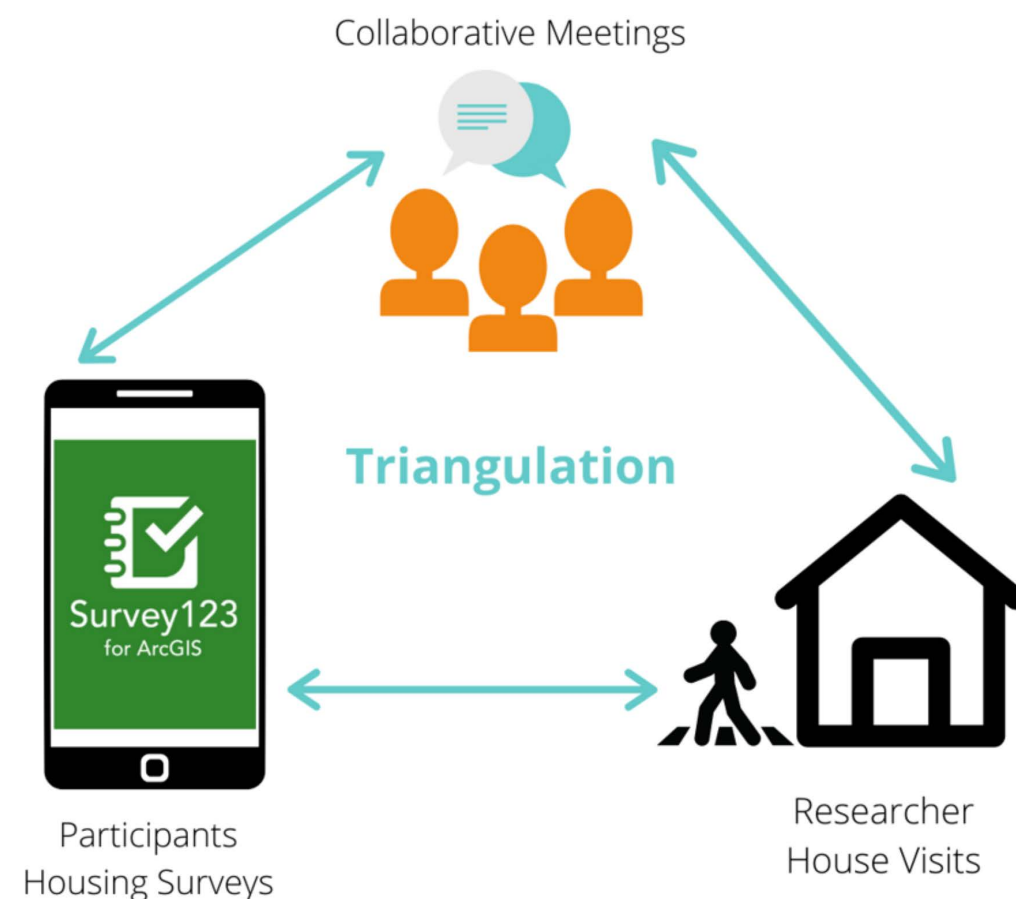 Collaborative Meetings
Triangulation
Survey123
for ArcGIS
Participants
Housing Surveys
Researcher
House Visits